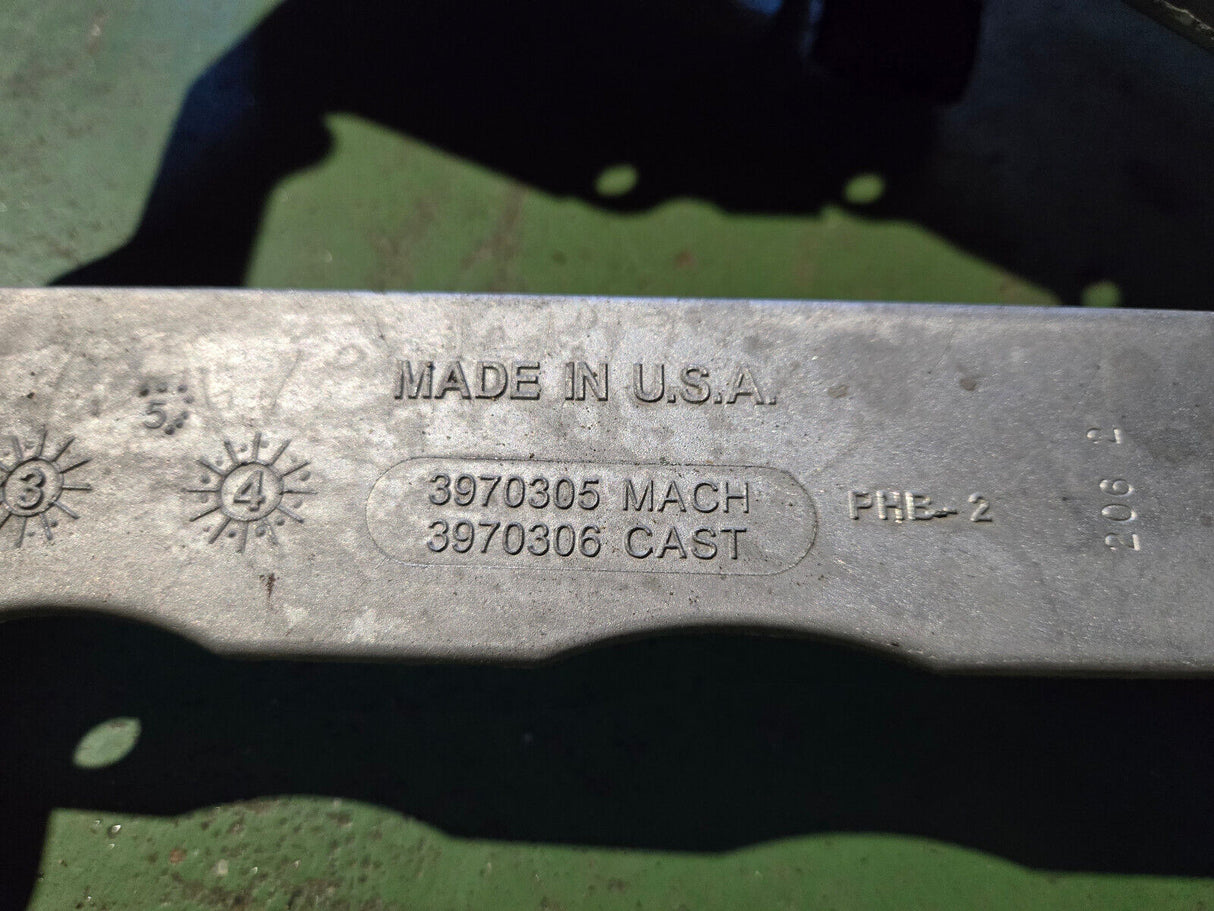 MADE IN U.S.A.
3
4
5
3970305 MACH
3970306 CAST
PHB-2
206 2